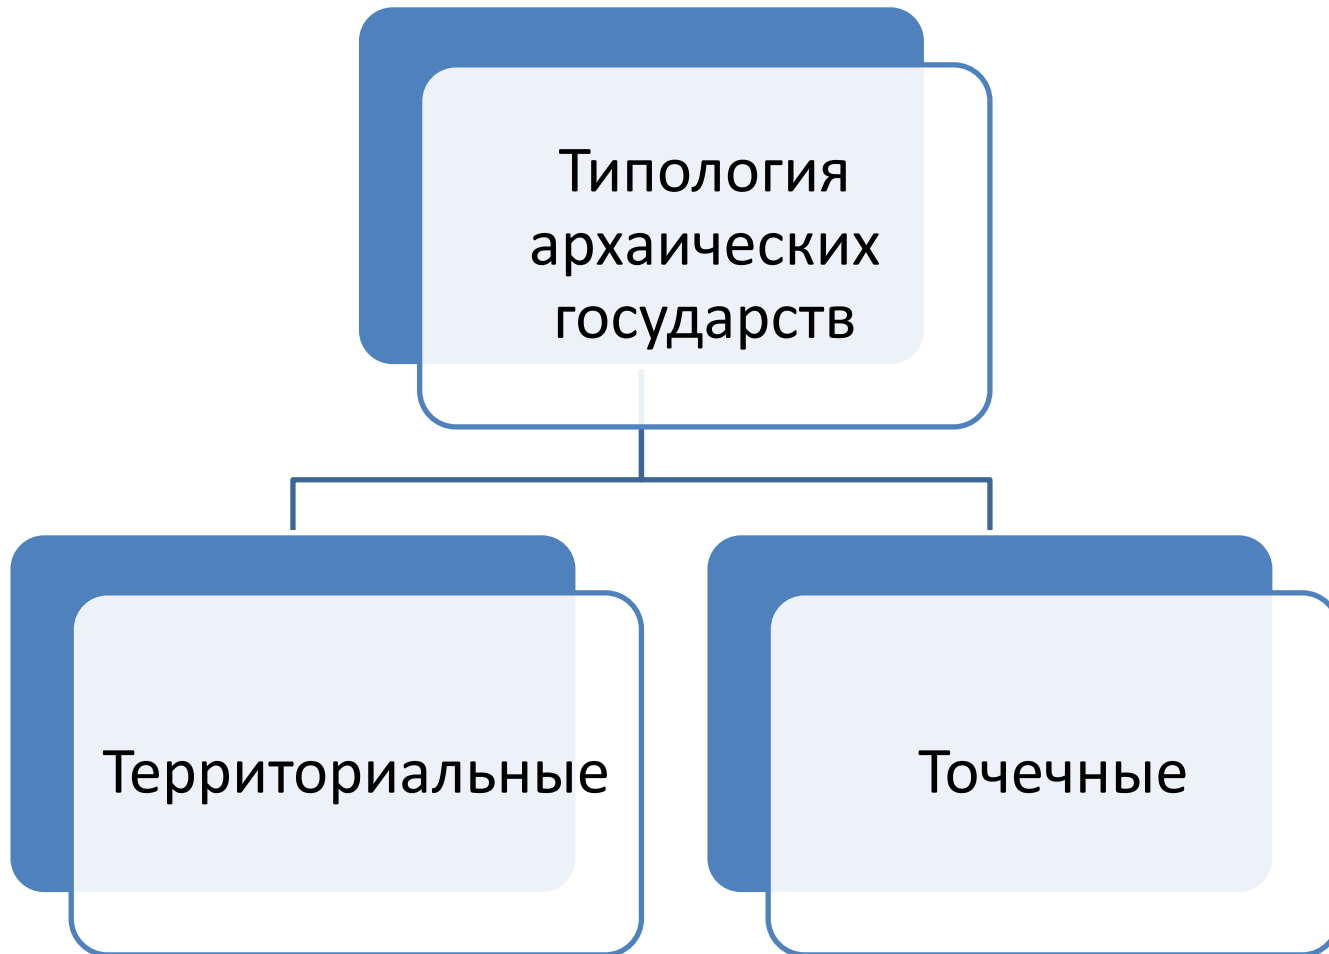 Типология
архаических
государств
Территориальные
Точечные